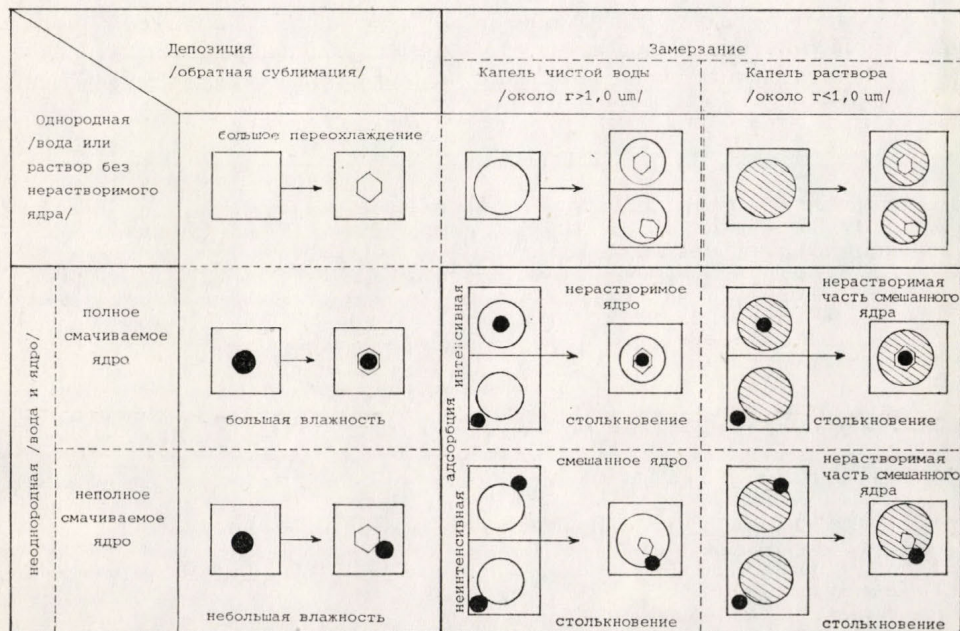 Депозиция
/обратная сублимация/
Замерзание
Капель чистой воды
/около r>1,0 um/
Капель раствора
/около r<1,0 um/
Однородная
/вода или
раствор без
нерастворимого
ядра/
большое переохлаждение
неоднородная /вода и ядро/
полное
смачиваемое
ядро
большая влажность
адсорбция интенсивная
нерастворимое
ядро
столькновение
нерастворимая
часть смешанного
ядра
столькновение
неполное
смачиваемое
ядро
небольшая влажность
неинтенсивная
смешанное ядро
столькновение
нерастворимая
часть смешанного
ядра
столькновение